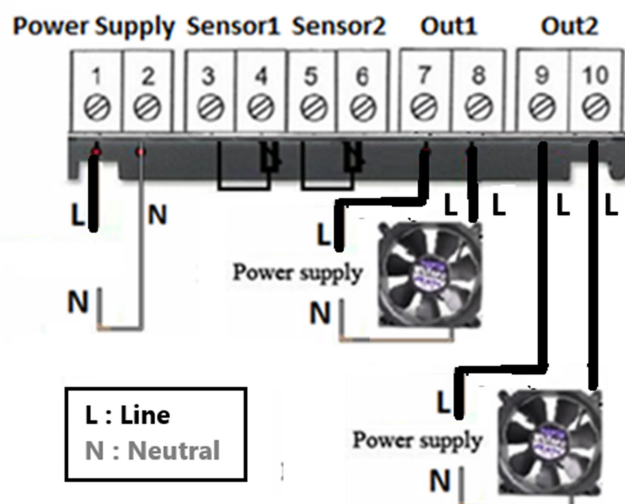 Power Supply Sensor1 Sensor2 Out1 Out2
1 2 3 4 5 6 7 8 9 10
L N L L L L L
Power supply
N N
L
L : Line
N : Neutral
Power supply
N